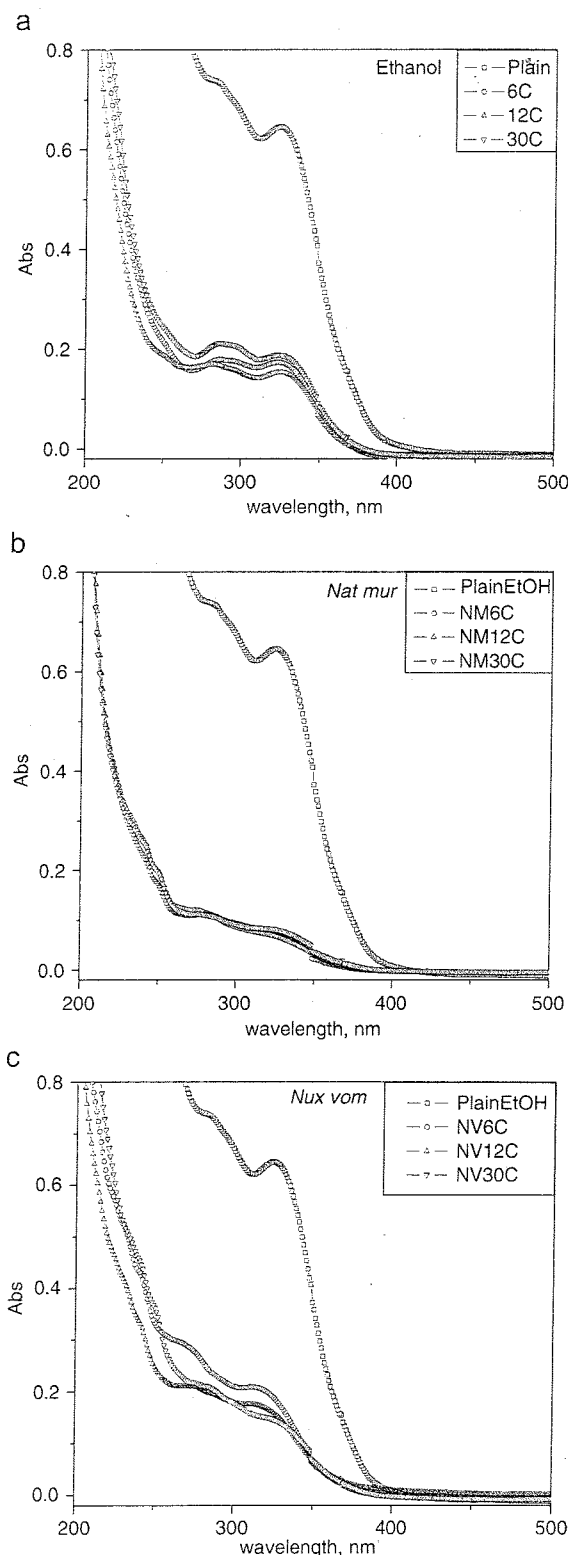 a
0.8
Ethanol
Plain
6C
12C
30C
0.6
0.4
Abs
0.2
0.0
200
300
400
500
wavelength, nm
b
0.8
Nat mur
PlainEtOH
NM6C
NM12C
NM30C
0.6
0.4
Abs
0.2
0.0
200
300
400
500
wavelength, nm
c
0.8
Nux vom
PlainEtOH
NV6C
NV12C
NV30C
0.6
0.4
Abs
0.2
0.0
200
300
400
500
wavelength, nm